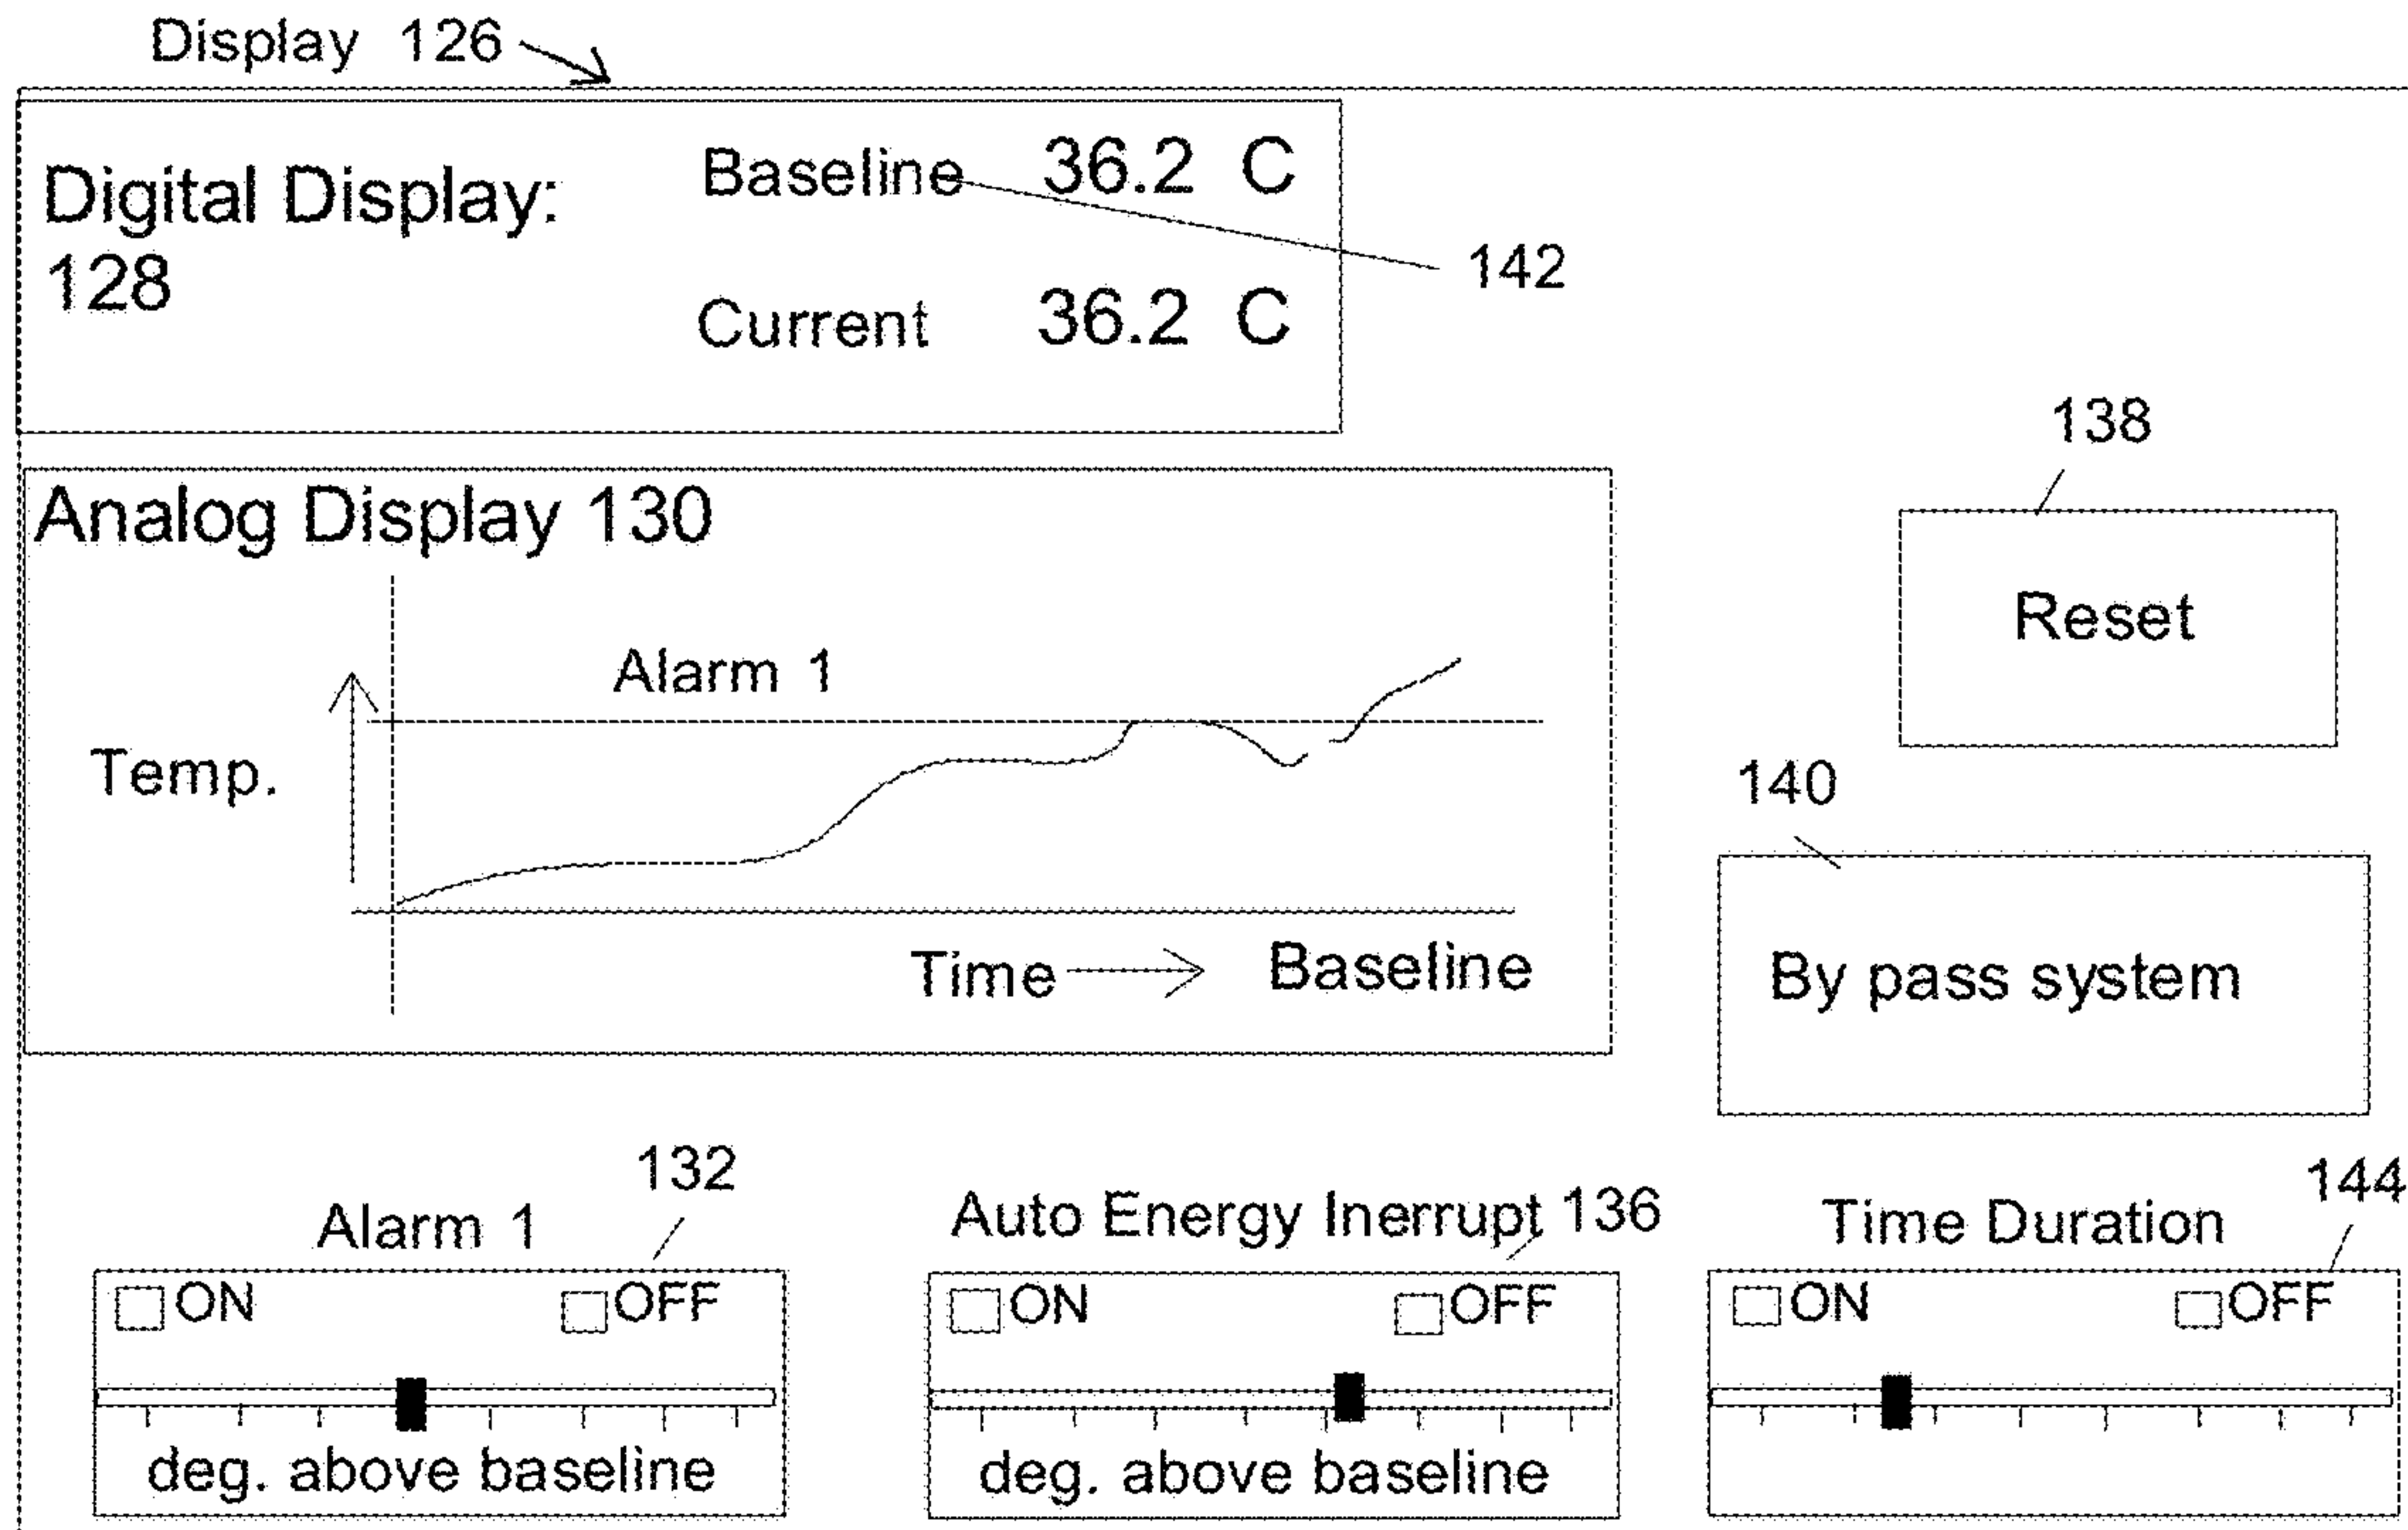 Display 126
Digital Display:
128
Baseline 36.2 C
142
Current 36.2 C
138
Analog Display 130
Reset
Alarm 1
Temp.
140
Time Baseline
By pass system
132
Alarm 1
Auto Energy Inerrupt 136
Time Duration
144
ON OFF
deg. above baseline
ON OFF
deg. above baseline
ON OFF